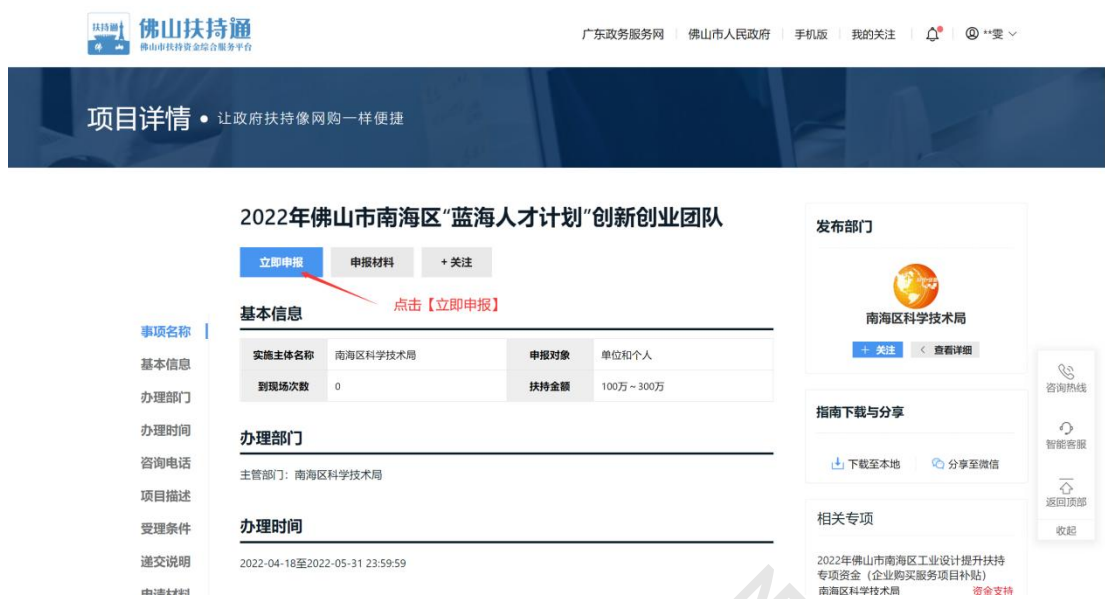 扶持通
佛山
佛山扶持通
佛山市扶持资金综合服务平台
广东政务服务网 佛山市人民政府 手机版 我的关注 **雯
项目详情 • 让政府扶持像网购一样便捷
2022年佛山市南海区“蓝海人才计划”创新创业团队
立即申报 申报材料 + 关注
点击【立即申报】
事项名称
基本信息
办理部门
办理时间
咨询电话
项目描述
受理条件
递交说明
申请材料
基本信息
实施主体名称 南海区科学技术局 申报对象 单位和个人
到现场次数 0 扶持金额 100万 ~ 300万
办理部门
主管部门：南海区科学技术局
办理时间
2022-04-18至2022-05-31 23:59:59
发布部门
南海区科学技术局
+ 关注 < 查看详细
指南下载与分享
下载至本地 分享至微信
相关专项
2022年佛山市南海区工业设计提升扶持
专项资金（企业购买服务项目补贴）
南海区科学技术局 资金支持
咨询热线
智能客服
返回顶部
收起